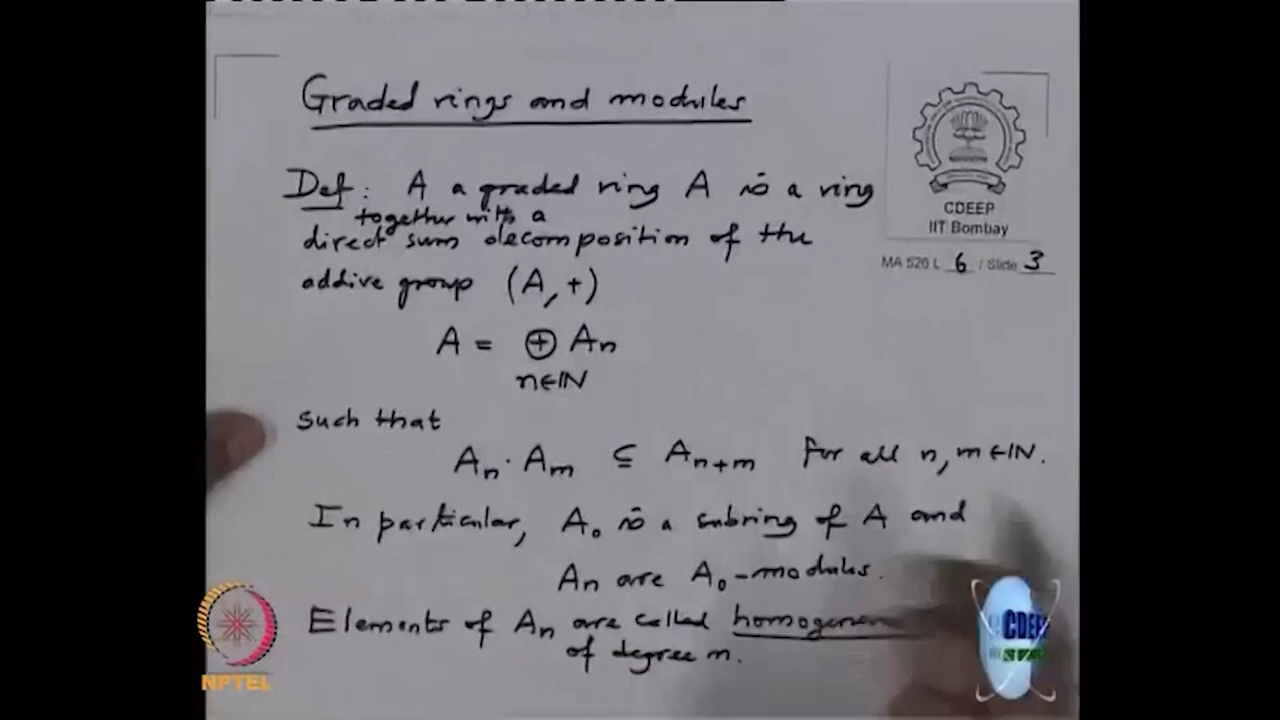 Graded rings and modules
Def: A a graded ring A is a ring
together with a
direct sum decomposition of the
addive group (A, +)
A = ⊕ An
n∈IN
such that
An · Am ⊆ An+m for all n, m∈IN.
In particular, A₀ is a subring of A and
An are A₀-modules.
Elements of An are called
of degree n.
CDEEP
IIT Bombay
MA 526 L 6 / Slide 3
NPTEL
CDEEP